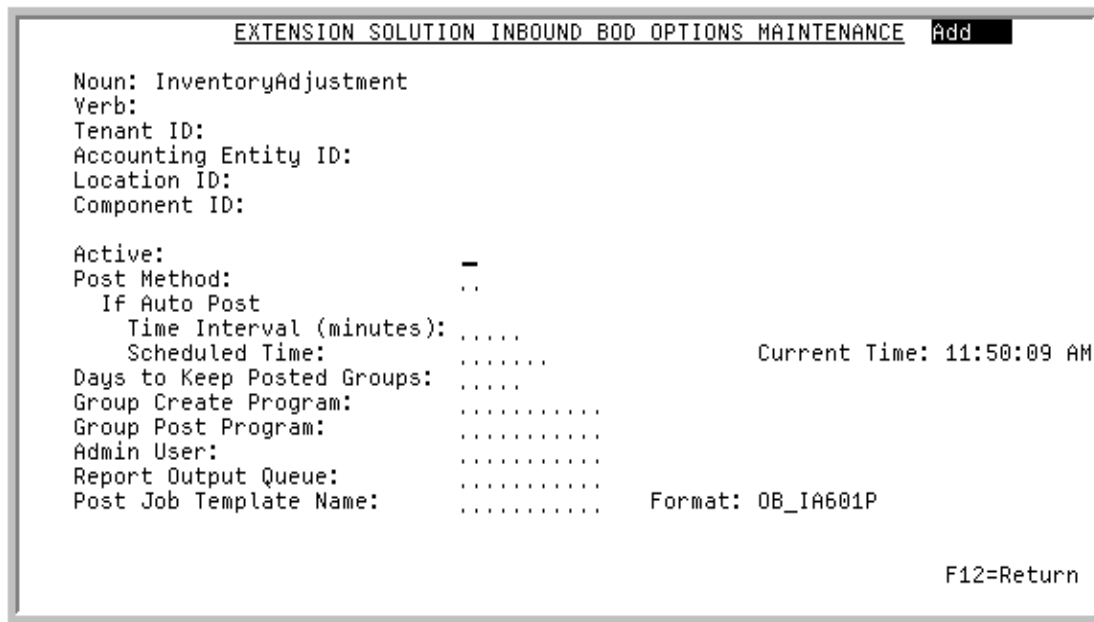 EXTENSION SOLUTION INBOUND BOD OPTIONS MAINTENANCE Add
Noun: InventoryAdjustment
Verb:
Tenant ID:
Accounting Entity ID:
Location ID:
Component ID:
Active:
Post Method:
If Auto Post
Time Interval (minutes):
Scheduled Time: Current Time: 11:50:09 AM
Days to Keep Posted Groups:
Group Create Program:
Group Post Program:
Admin User:
Report Output Queue:
Post Job Template Name: Format: OB_IA601P
F12=Return